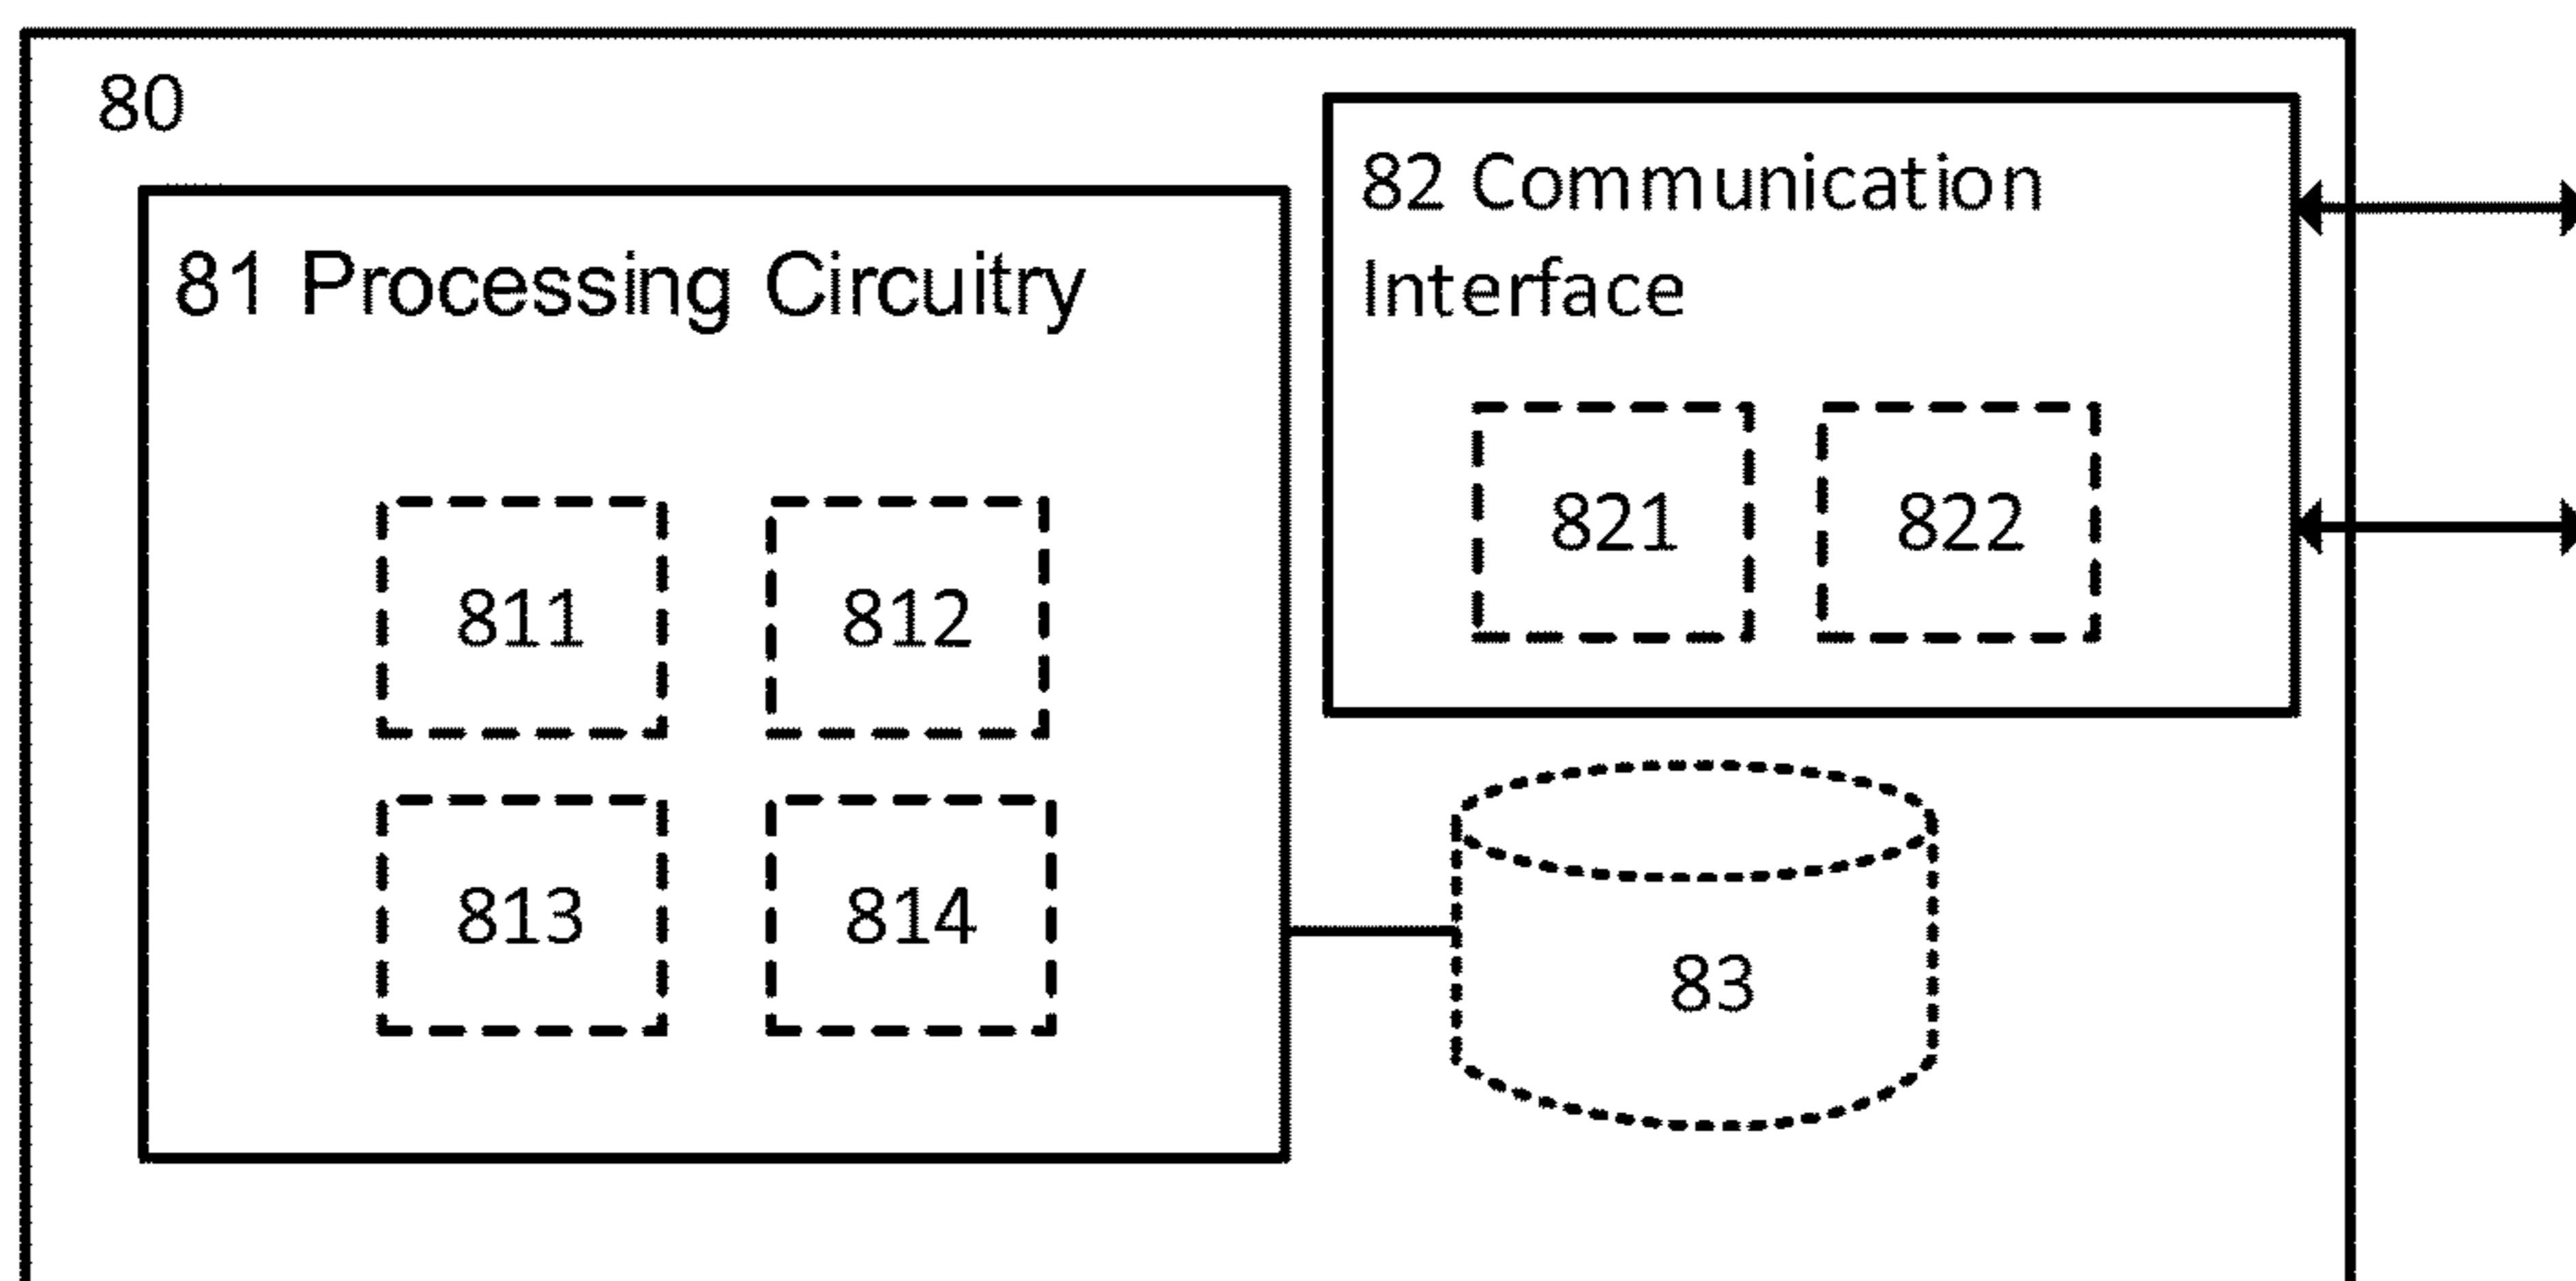 80
81 Processing Circuitry
811
812
813
814
82 Communication
Interface
821
822
83